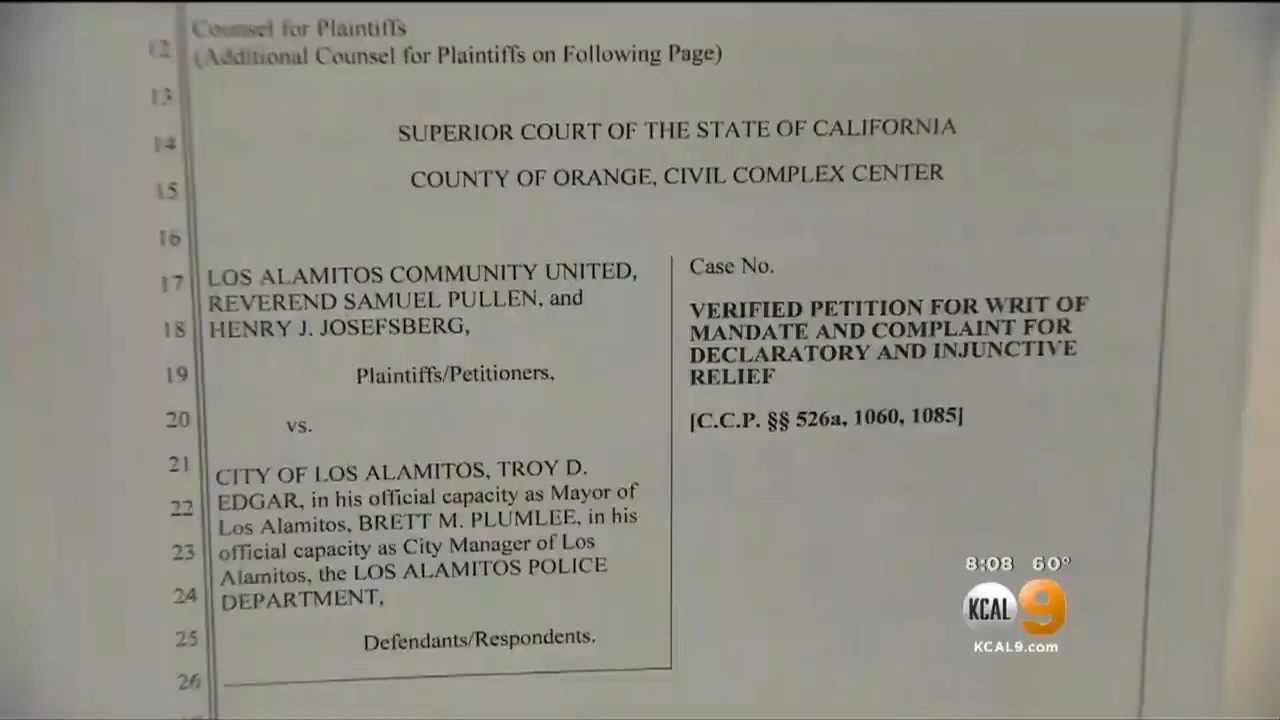 Counsel for Plaintiffs
12 (Additional Counsel for Plaintiffs on Following Page)
13
14 SUPERIOR COURT OF THE STATE OF CALIFORNIA
15 COUNTY OF ORANGE, CIVIL COMPLEX CENTER
16
17 LOS ALAMITOS COMMUNITY UNITED,
REVEREND SAMUEL PULLEN, and
18 HENRY J. JOSEFSBERG,
19 Plaintiffs/Petitioners,
20 vs.
21 CITY OF LOS ALAMITOS, TROY D.
22 EDGAR, in his official capacity as Mayor of
Los Alamitos, BRETT M. PLUMLEE, in his
23 official capacity as City Manager of Los
Alamitos, the LOS ALAMITOS POLICE
24 DEPARTMENT,
25 Defendants/Respondents.
26
Case No.
VERIFIED PETITION FOR WRIT OF
MANDATE AND COMPLAINT FOR
DECLARATORY AND INJUNCTIVE
RELIEF
[C.C.P. §§ 526a, 1060, 1085]
8:08 60°
KCAL 9
KCAL9.com